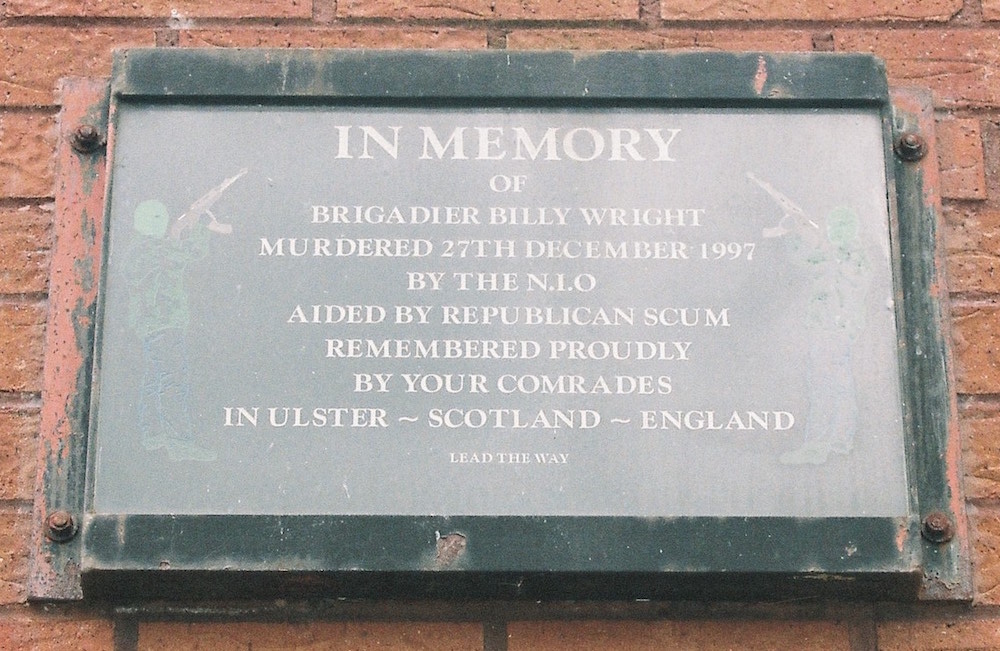 IN MEMORY
OF
BRIGADIER BILLY WRIGHT
MURDERED 27TH DECEMBER 1997
BY THE N.I.O
AIDED BY REPUBLICAN SCUM
REMEMBERED PROUDLY
BY YOUR COMRADES
IN ULSTER ~ SCOTLAND ~ ENGLAND
LEAD THE WAY